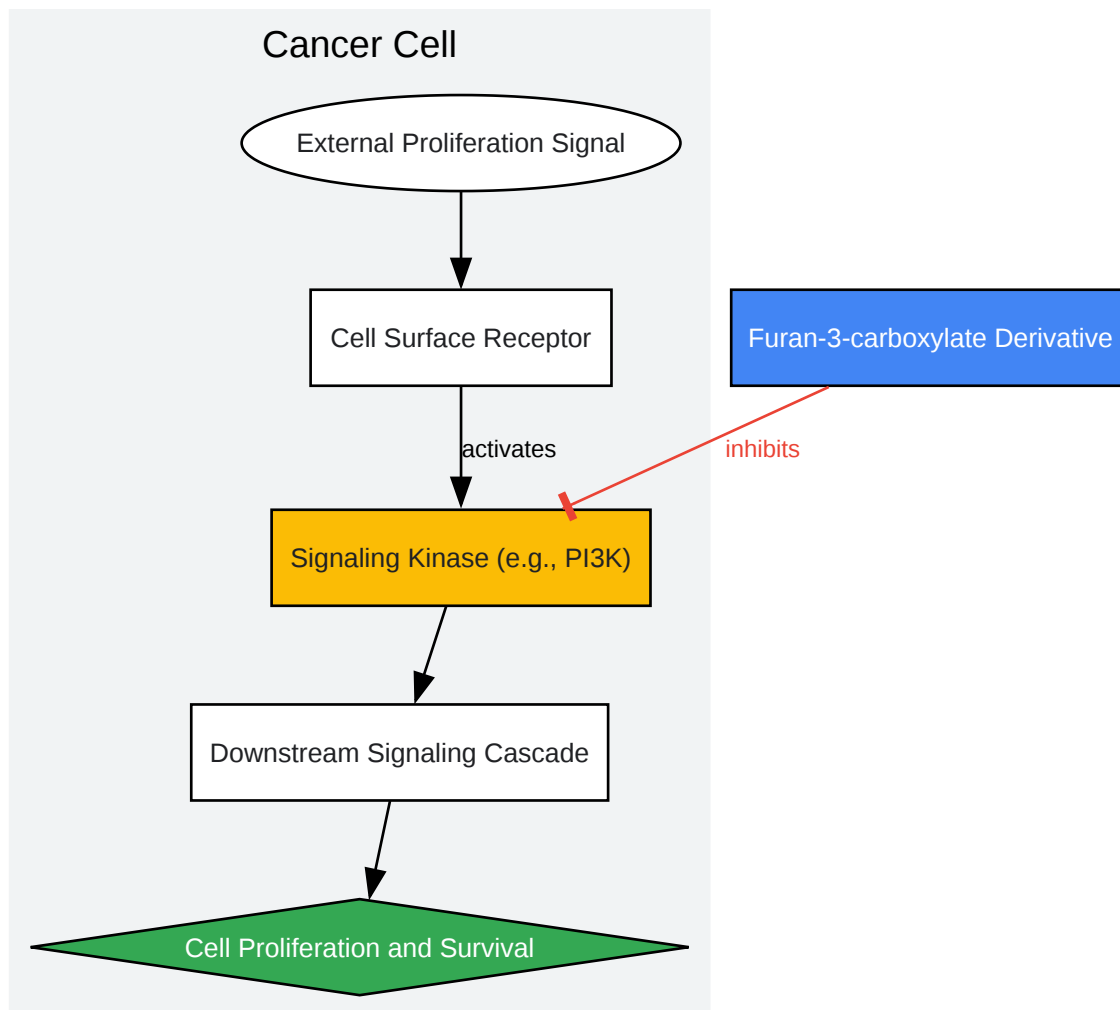 Cancer Cell
External Proliferation Signal
Cell Surface Receptor
Furan-3-carboxylate Derivative
activates
inhibits
Signaling Kinase (e.g., PI3K)
Downstream Signaling Cascade
Cell Proliferation and Survival